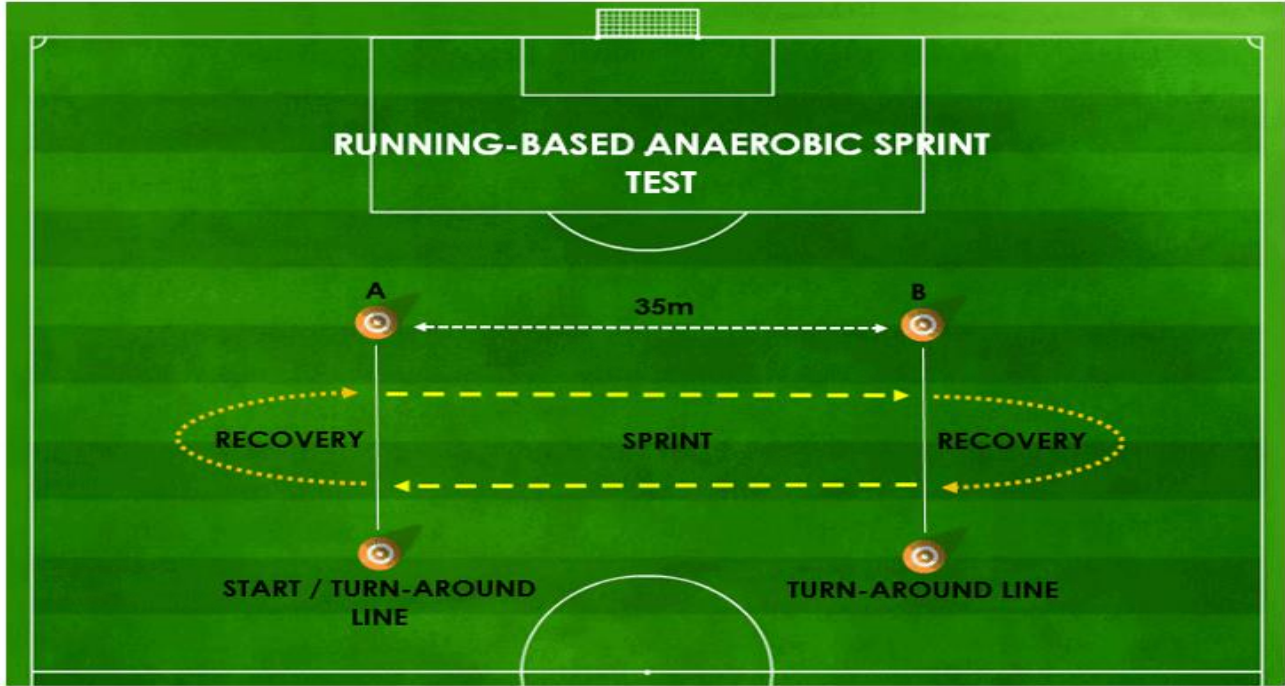 RUNNING-BASED ANAEROBIC SPRINT
TEST
A
B
35m
RECOVERY
SPRINT
RECOVERY
START / TURN-AROUND
LINE
TURN-AROUND LINE